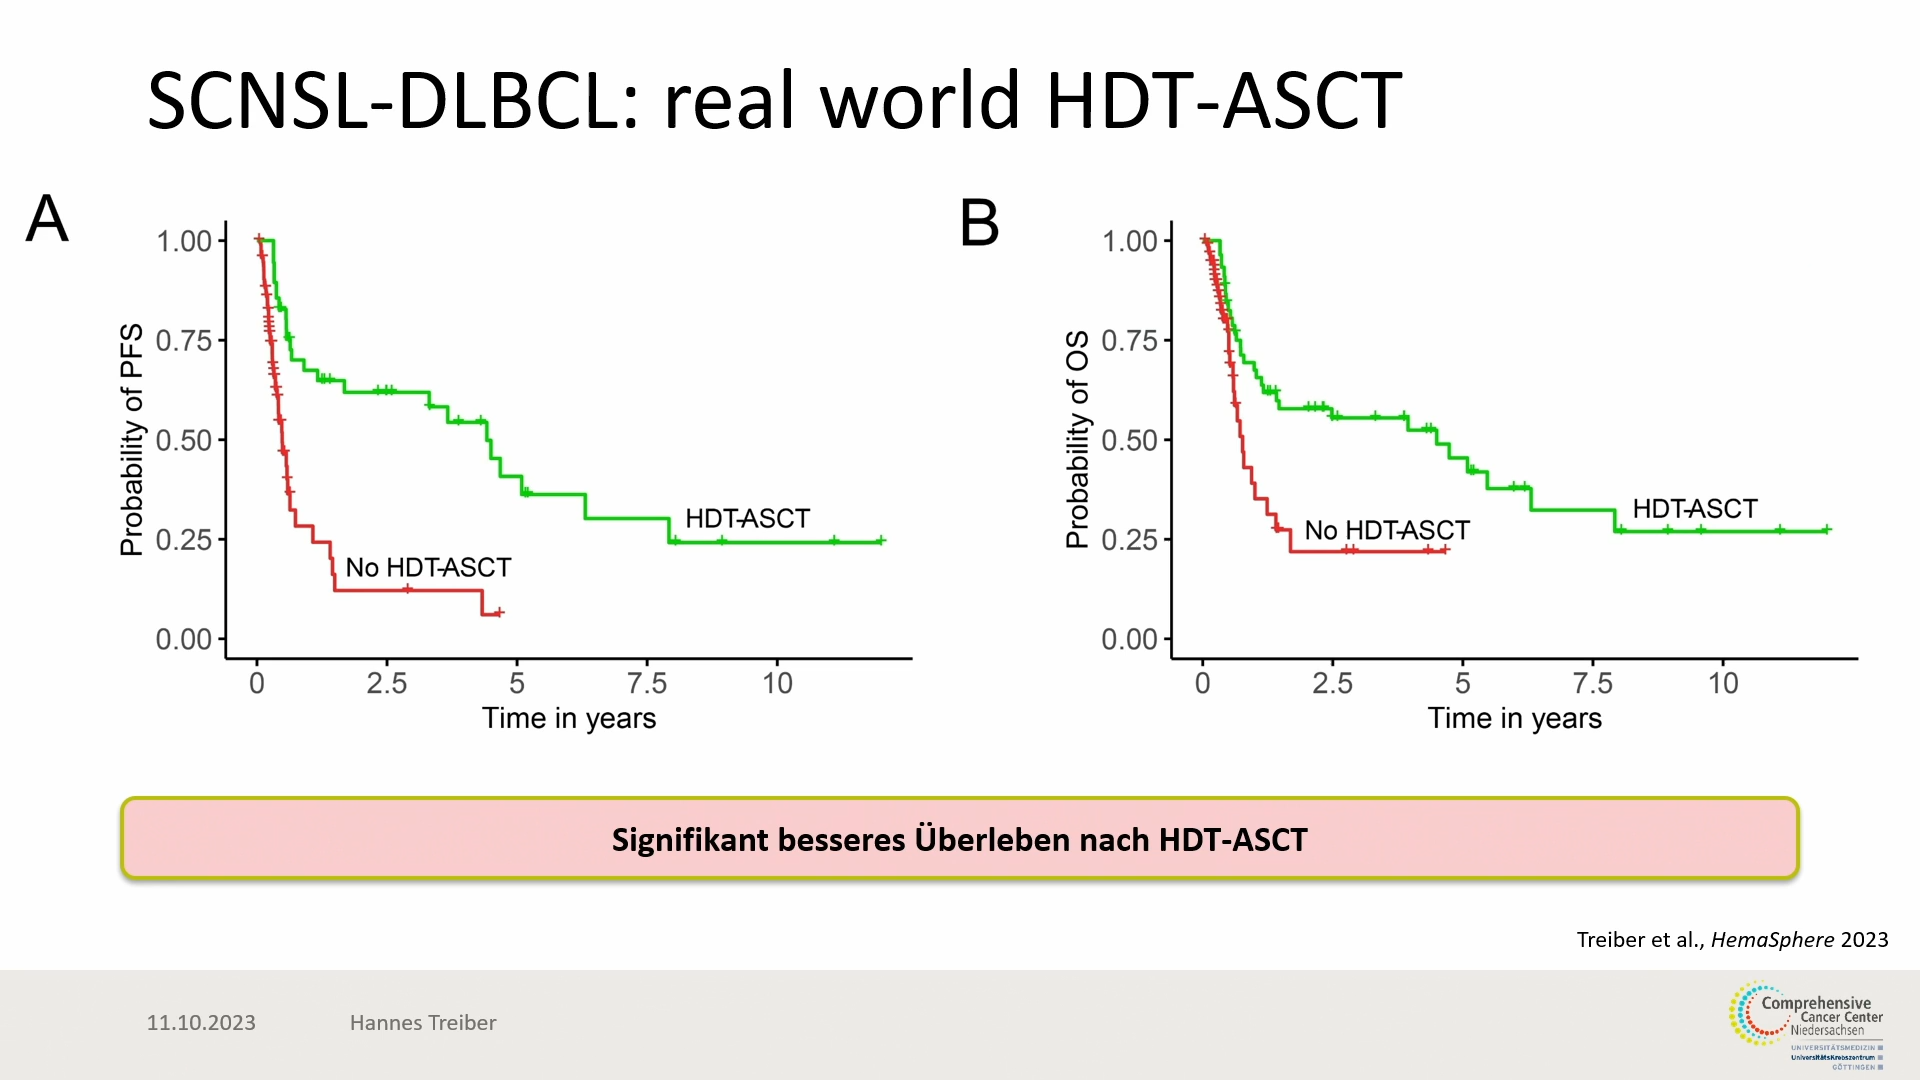 SCNSL-DLBCL: real world HDT-ASCT
A
1.00
0.75
0.50
0.25
0.00
Probability of PFS
HDT-ASCT
No HDT-ASCT
0 2.5 5 7.5 10
Time in years
B
1.00
0.75
0.50
0.25
0.00
Probability of OS
HDT-ASCT
No HDT-ASCT
0 2.5 5 7.5 10
Time in years
Signifikant besseres Überleben nach HDT-ASCT
Treiber et al., HemaSphere 2023
11.10.2023 Hannes Treiber
Comprehensive
Cancer Center
Niedersachsen
UNIVERSITÄTSMEDIZIN
UniversitätsKrebszentrum
GÖTTINGEN